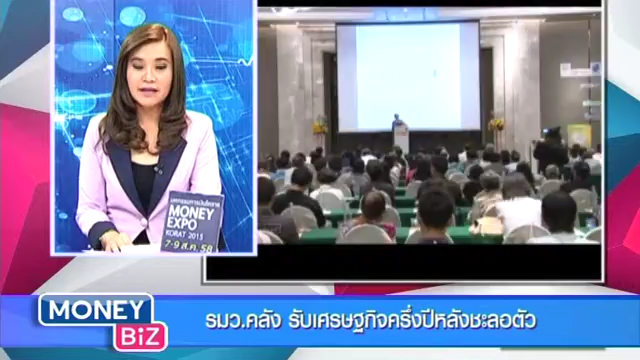 มหกรรมการเงินโคราช
MONEY
EXPO
KORAT 2015
7-9 ส.ค. 58
MONEY
BiZ
รมว.คลัง รับเศรษฐกิจครึ่งปีหลังชะลอตัว